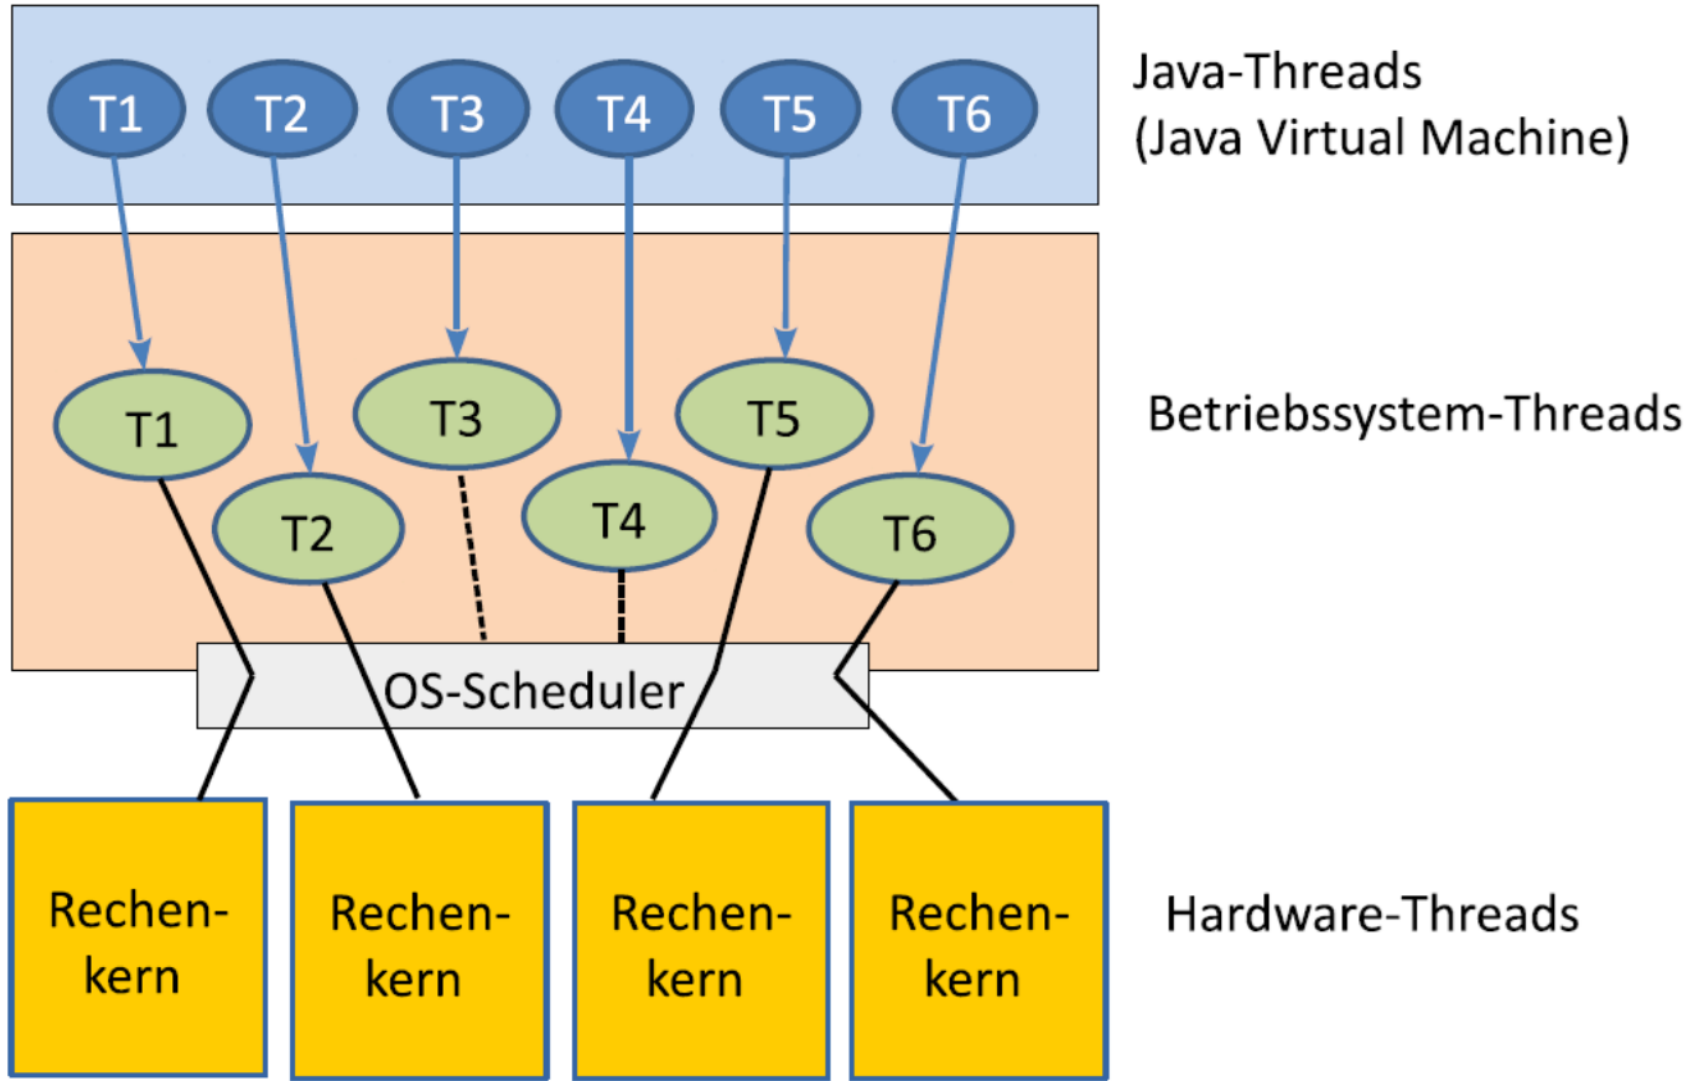 T1 T2 T3 T4 T5 T6
Java-Threads
(Java Virtual Machine)
T1 T2 T3 T4 T5 T6
Betriebssystem-Threads
OS-Scheduler
Rechen-
kern
Rechen-
kern
Rechen-
kern
Rechen-
kern
Hardware-Threads